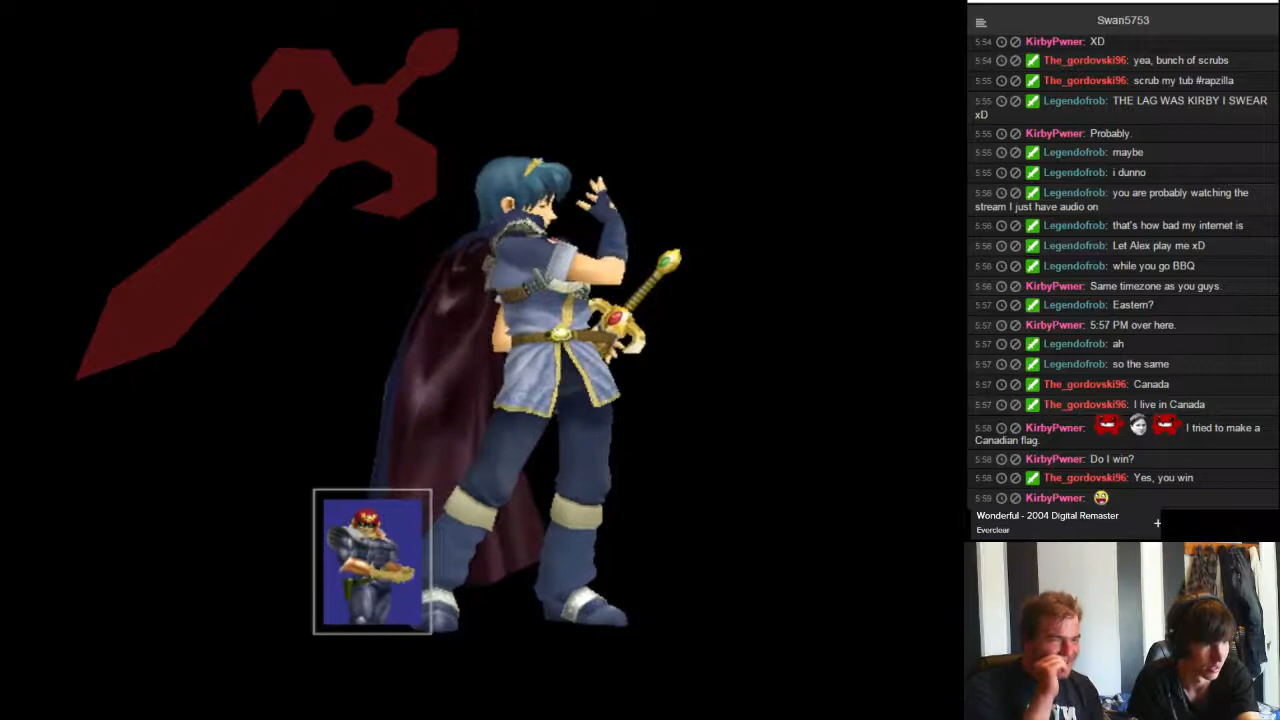 Swan5753
5:54 KirbyPwner: XD
5:54 The_gordovski96: yea, bunch of scrubs
5:55 The_gordovski96: scrub my tub #rapzilla
5:55 Legendofrob: THE LAG WAS KIRBY I SWEAR
xD
5:55 KirbyPwner: Probably.
5:55 Legendofrob: maybe
5:55 Legendofrob: i dunno
5:56 Legendofrob: you are probably watching the
stream I just have audio on
5:56 Legendofrob: that's how bad my internet is
5:56 Legendofrob: Let Alex play me xD
5:56 Legendofrob: while you go BBQ
5:56 KirbyPwner: Same timezone as you guys.
5:57 Legendofrob: Eastern?
5:57 KirbyPwner: 5:57 PM over here.
5:57 Legendofrob: ah
5:57 Legendofrob: so the same
5:57 The_gordovski96: Canada
5:57 The_gordovski96: I live in Canada
5:58 KirbyPwner: I tried to make a
Canadian flag.
5:58 KirbyPwner: Do I win?
5:58 The_gordovski96: Yes, you win
5:59 KirbyPwner:
Wonderful - 2004 Digital Remaster
+
Everclear